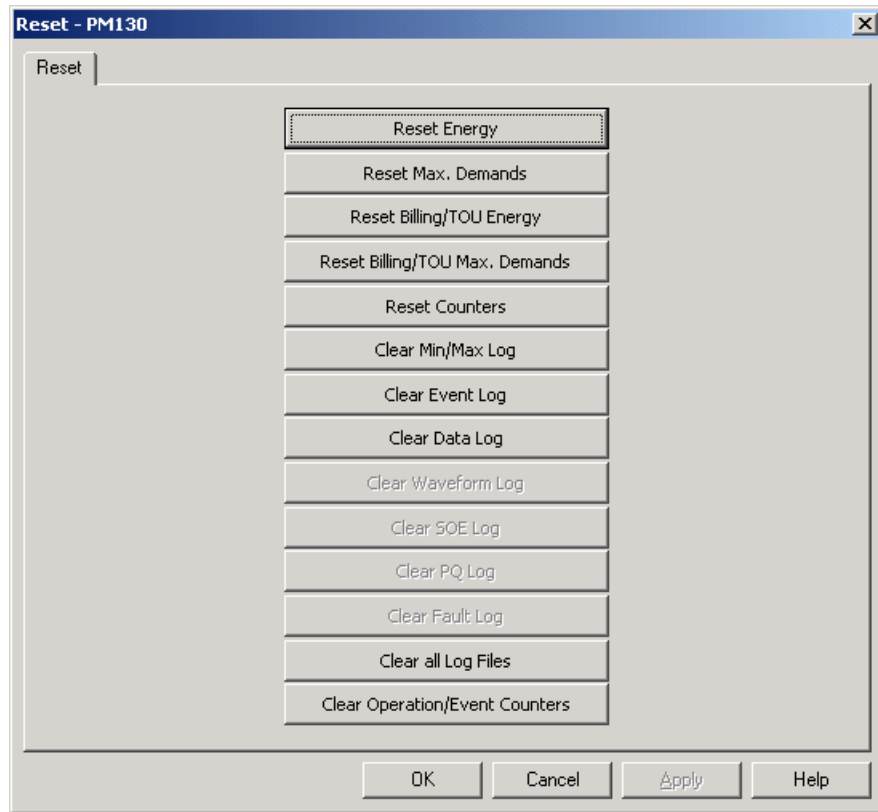 Reset - PM130
Reset
Reset Energy
Reset Max. Demands
Reset Billing/TOU Energy
Reset Billing/TOU Max. Demands
Reset Counters
Clear Min/Max Log
Clear Event Log
Clear Data Log
Clear Waveform Log
Clear SOE Log
Clear PQ Log
Clear Fault Log
Clear all Log Files
Clear Operation/Event Counters
OK Cancel Apply Help